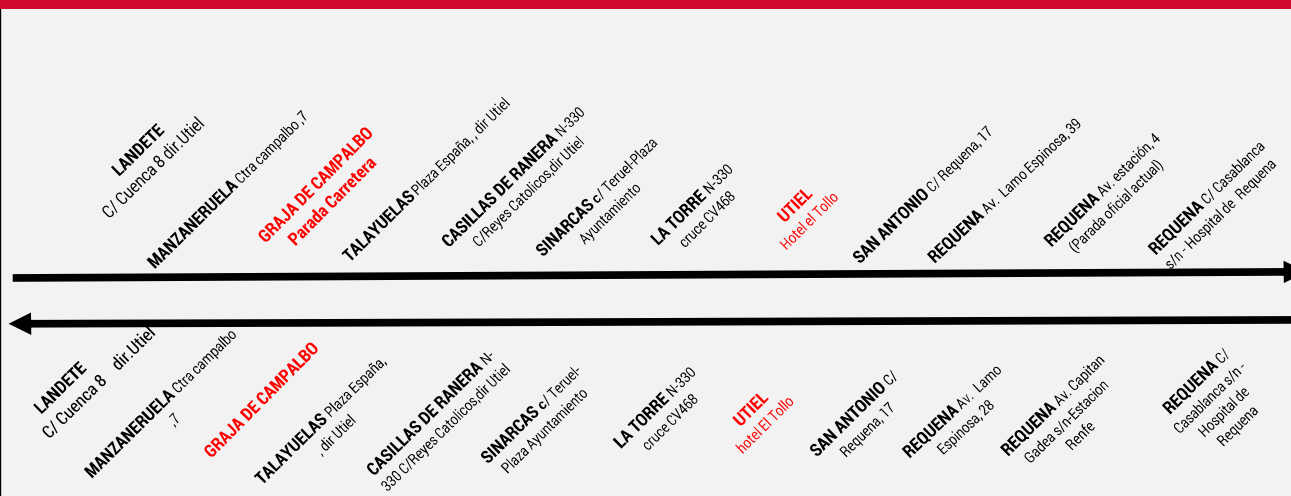 LANDETE
C/ Cuenca 8 dir.Utiel
MANZANERUELA Ctra campalbo ,7
GRAJA DE CAMPALBO
Parada Carretera
TALAYUELAS Plaza España, , dir Utiel
CASILLAS DE RANERA N-330
C/Reyes Catolicos,dir Utiel
SINARCAS c/ Teruel-Plaza
Ayuntamiento
LA TORRE N-330
cruce CV468
UTIEL
Hotel el Tollo
SAN ANTONIO C/ Requena, 17
REQUENA Av. Lamo Espinosa, 39
REQUENA Av. estación. 4
(Parada oficial actual)
REQUENA C/ Casablanca
s/n - Hospital de Requena
LANDETE
C/ Cuenca 8 dir.Utiel
MANZANERUELA Ctra campalbo
,7
GRAJA DE CAMPALBO
TALAYUELAS Plaza España,
, dir Utiel
CASILLAS DE RANERA N-
330 C/Reyes Catolicos,dir Utiel
SINARCAS c/ Teruel-
Plaza Ayuntamiento
LA TORRE N-330
cruce CV468
UTIEL
hotel El Tollo
SAN ANTONIO C/
Requena, 17
REQUENA Av. Lamo
Espinosa, 28
REQUENA Av. Capitan
Gadea s/n-Estacion
Renfe
REQUENA C/
Casablanca s/n -
Hospital de
Requena